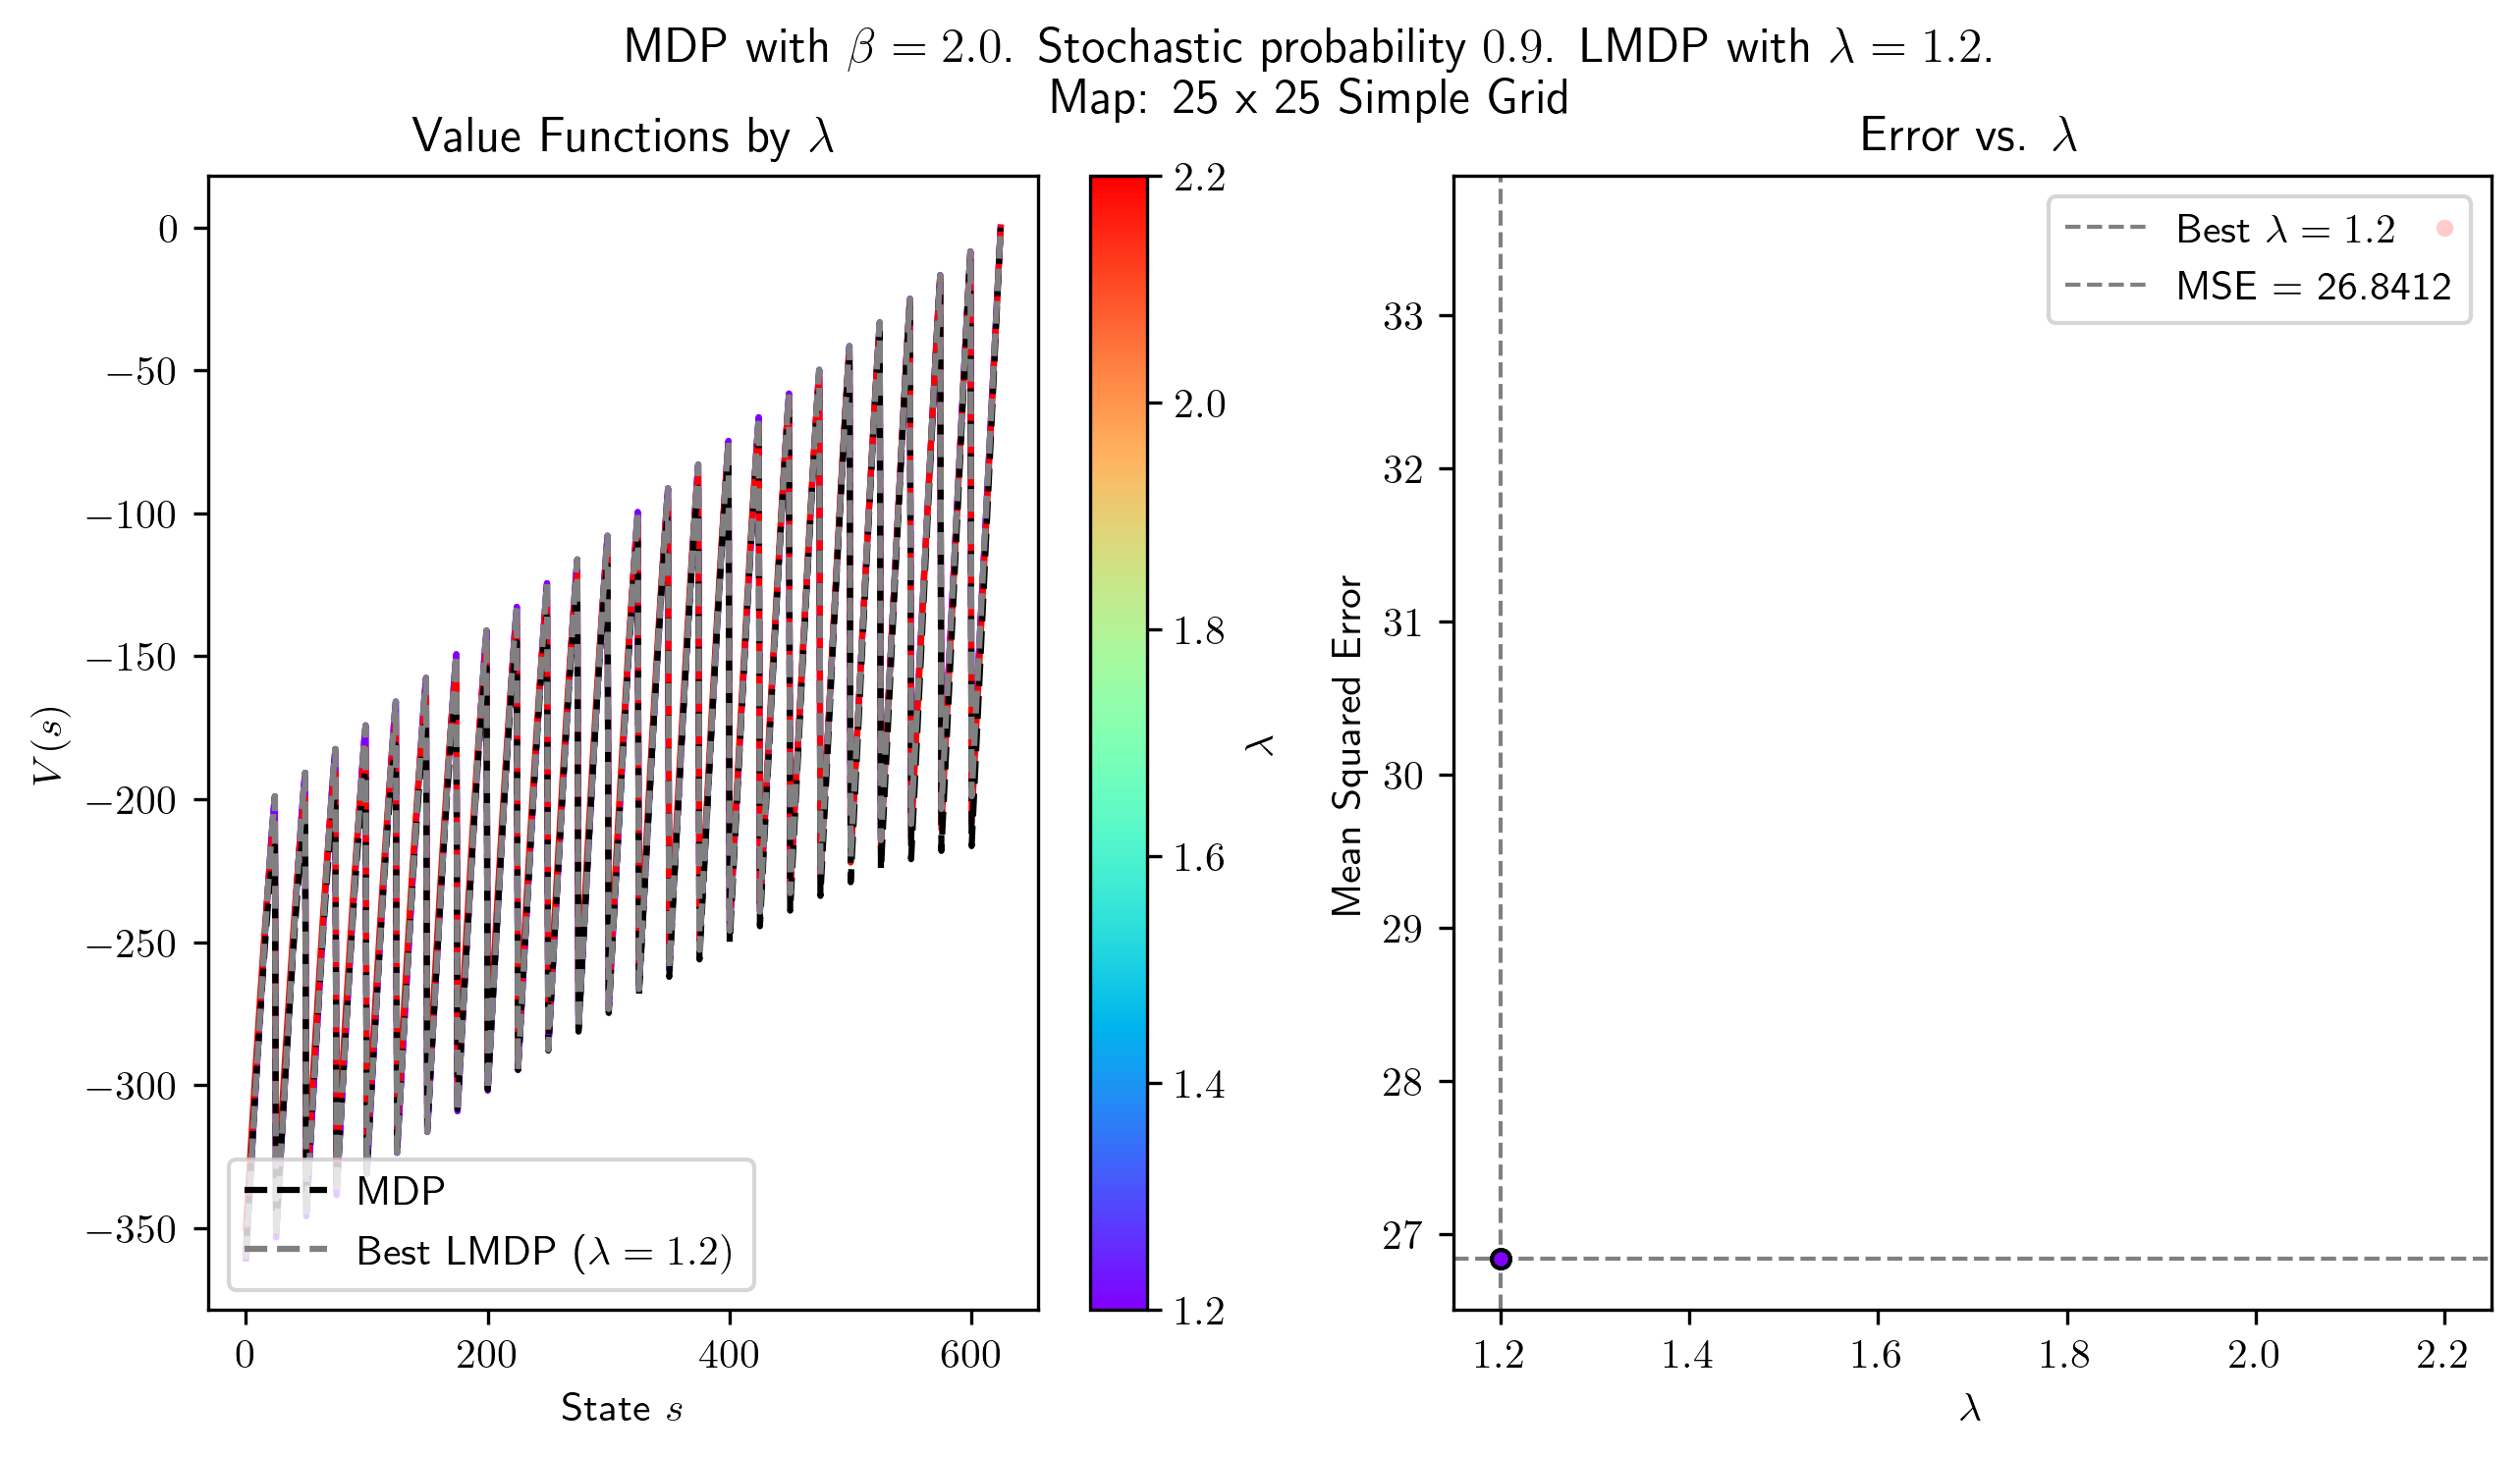 MDP with β = 2.0. Stochastic probability 0.9. LMDP with λ = 1.2.
Map: 25 x 25 Simple Grid
Value Functions by λ
0
−50
−100
−150
−200
−250
−300
−350
V(s)
MDP
Best LMDP (λ = 1.2)
0
200
400
600
State s
2.2
2.0
1.8
1.6
1.4
1.2
λ
Error vs. λ
Best λ = 1.2
MSE = 26.8412
33
32
31
30
29
28
27
Mean Squared Error
1.2
1.4
1.6
1.8
2.0
2.2
λ